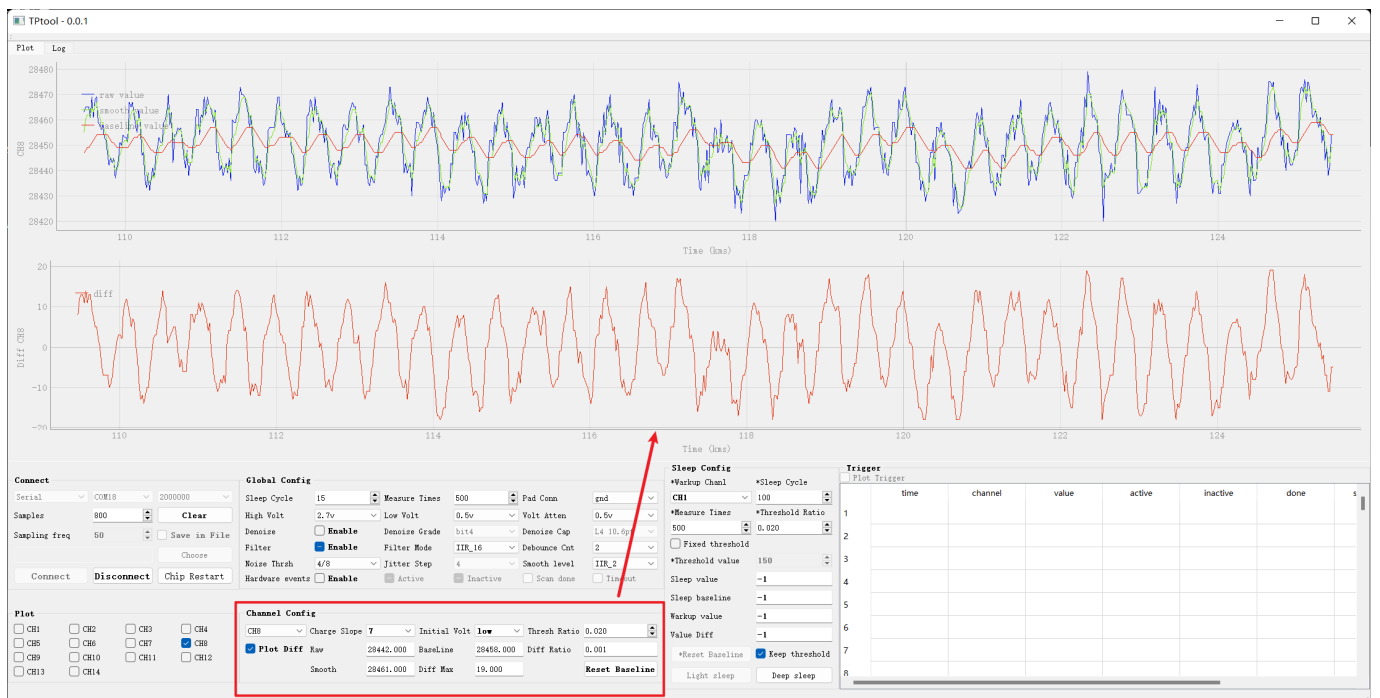 TPtool - 0.0.1
Plot Log
28480
28470
28460
28450
28440
28430
28420
CH8
raw value
smooth value
baseline value
110 112 114 116 118 120 122 124
Time (kms)
20
10
0
-10
-20
Diff CH8
diff
110 112 114 116 118 120 122 124
Time (kms)
Connect
Serial COM18 2000000
Samples 800 Clear
Sampling freq 50 Save in File
Choose
Connect Disconnect Chip Restart
Global Config
Sleep Cycle 15 Measure Times 500 Pad Conn gnd
High Volt 2.7v Low Volt 0.5v Volt Atten 0.5v
Denoise Enable Denoise Grade bit4 Denoise Cap L4 10.6pf
Filter Enable Filter Mode IIR_16 Debounce Cnt 2
Noise Thrsh 4/8 Jitter Step 4 Smooth level IIR_2
Hardware events Enable Active Inactive Scan done Timeout
Plot
CH1 CH2 CH3 CH4
CH5 CH6 CH7 CH8
CH9 CH10 CH11 CH12
CH13 CH14
Channel Config
CH8 Charge Slope 7 Initial Volt low Thresh Ratio 0.020
Plot Diff Raw 28442.000 BaseLine 28458.000 Diff Ratio 0.001
Smooth 28461.000 Diff Max 19.000 Reset Baseline
Sleep Config
*Warkup Chanl *Sleep Cycle
CH1 100
*Measure Times *Threshold Ratio
500 0.020
Fixed threshold
*Threshold value 150
Sleep value -1
Sleep baseline -1
Warkup value -1
Value Diff -1
*Reset Baseline Keep threshold
Light sleep Deep sleep
Trigger
Plot Trigger
time channel value active inactive done s
1
2
3
4
5
6
7
8